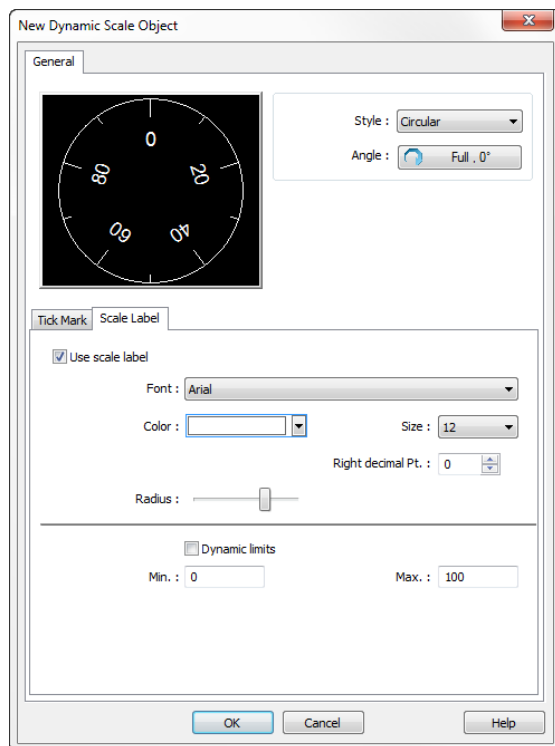 New Dynamic Scale Object
General
0
80
20
60
40
Style : Circular
Angle : Full , 0°
Tick Mark
Scale Label
Use scale label
Font : Arial
Color :
Size : 12
Right decimal Pt. : 0
Radius :
Dynamic limits
Min. : 0
Max. : 100
OK
Cancel
Help